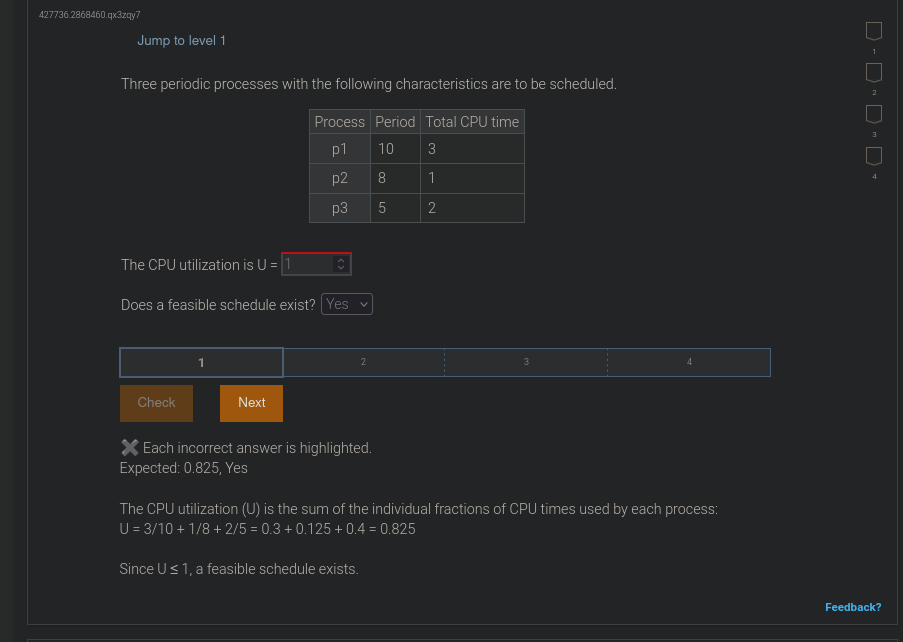 427736.2868460.qx3zqy7
Jump to level 1
1
2
3
4
Three periodic processes with the following characteristics are to be scheduled.
Process Period Total CPU time
p1 10 3
p2 8 1
p3 5 2
The CPU utilization is U = 1
Does a feasible schedule exist? Yes
1 2 3 4
Check Next
Each incorrect answer is highlighted.
Expected: 0.825, Yes
The CPU utilization (U) is the sum of the individual fractions of CPU times used by each process:
U = 3/10 + 1/8 + 2/5 = 0.3 + 0.125 + 0.4 = 0.825
Since U ≤ 1, a feasible schedule exists.
Feedback?